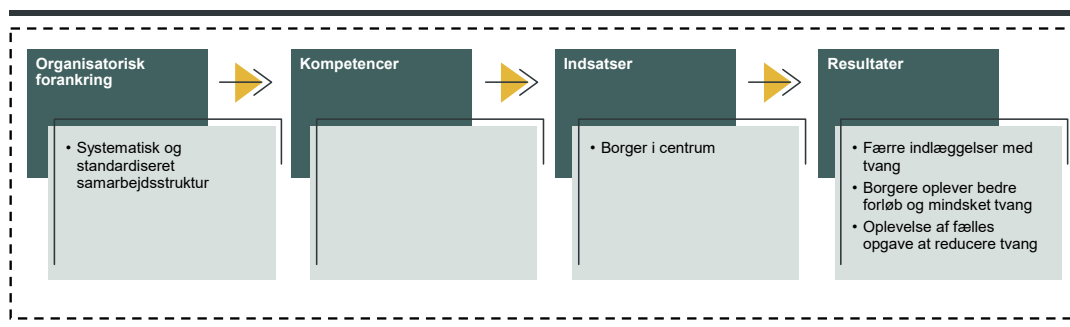 Organisatorisk
forankring
• Systematisk og
standardiseret
samarbejdsstruktur
Kompetencer
Indsatser
• Borger i centrum
Resultater
• Færre indlæggelser med
tvang
• Borgere oplever bedre
forløb og mindsket tvang
• Oplevelse af fælles
opgave at reducere tvang